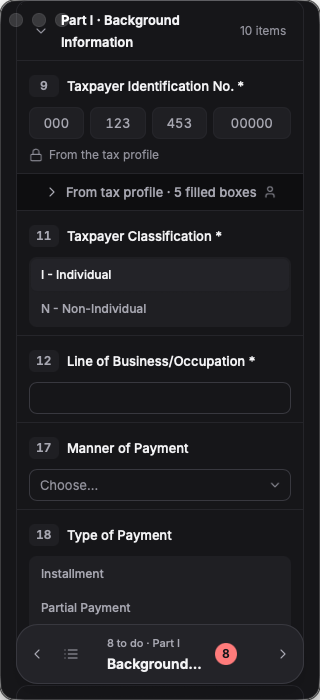 Part I · Background
Information
10 items
9 Taxpayer Identification No. *
000 123 453 00000
From the tax profile
From tax profile · 5 filled boxes
11 Taxpayer Classification *
I - Individual
N - Non-Individual
12 Line of Business/Occupation *
17 Manner of Payment
Choose...
18 Type of Payment
Installment
Partial Payment
8 to do · Part I
Background...
8